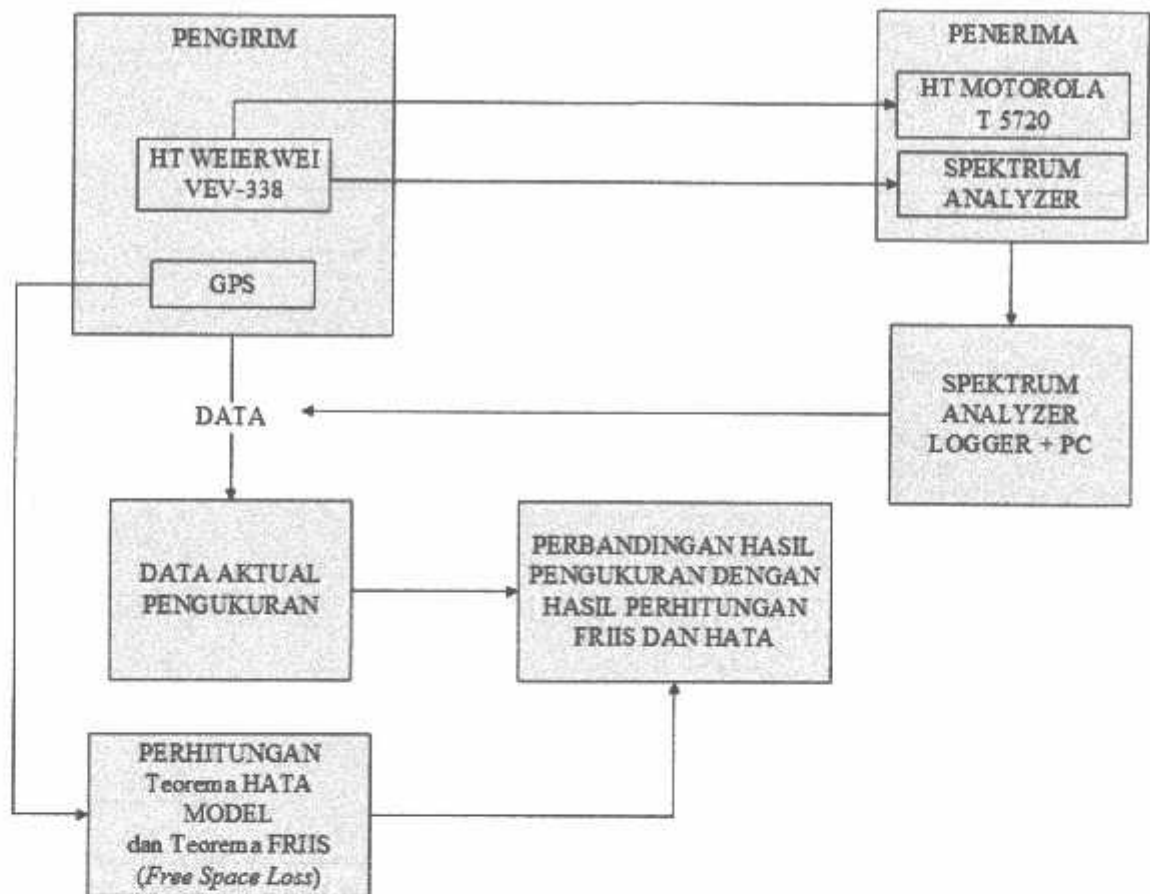 PENGIRIM
HT WEIERWEI
VEV-338
GPS
PENERIMA
HT MOTOROLA
T 5720
SPEKTRUM
ANALYZER
SPEKTRUM
ANALYZER
LOGGER + PC
DATA
DATA AKTUAL
PENGUKURAN
PERBANDINGAN HASIL
PENGUKURAN DENGAN
HASIL PERHITUNGAN
FRIIS DAN HATA
PERHITUNGAN
Teorema HATA
MODEL
dan Teorema FRIIS
(Free Space Loss)